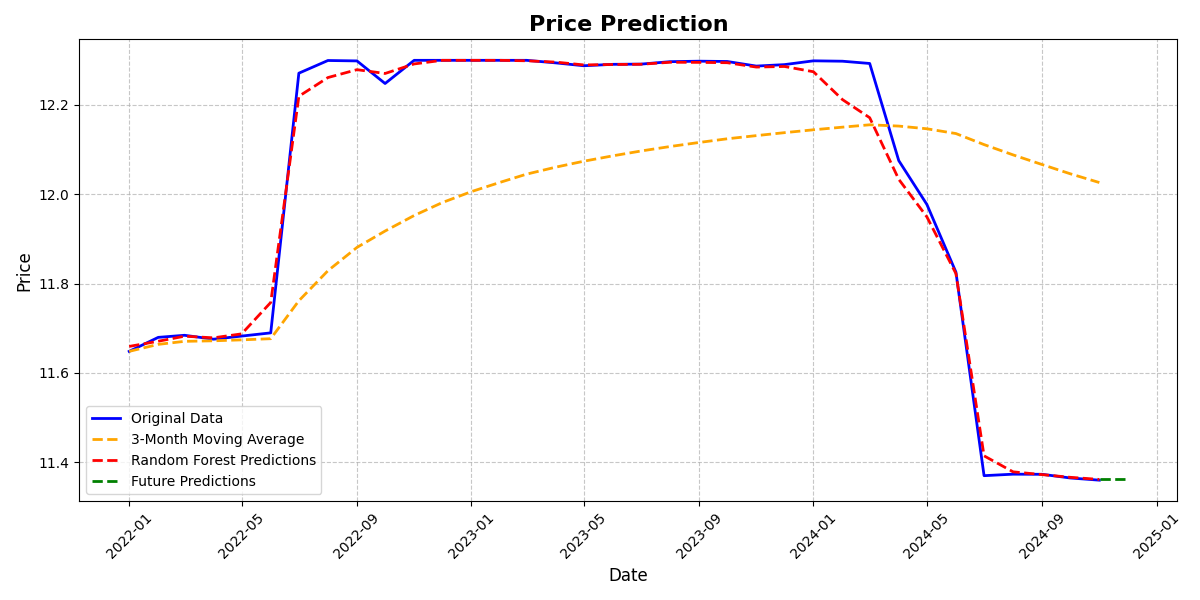 Price Prediction
Price
12.2
12.0
11.8
11.6
11.4
Original Data
3-Month Moving Average
Random Forest Predictions
Future Predictions
2022-01
2022-05
2022-09
2023-01
2023-05
2023-09
2024-01
2024-05
2024-09
2025-01
Date